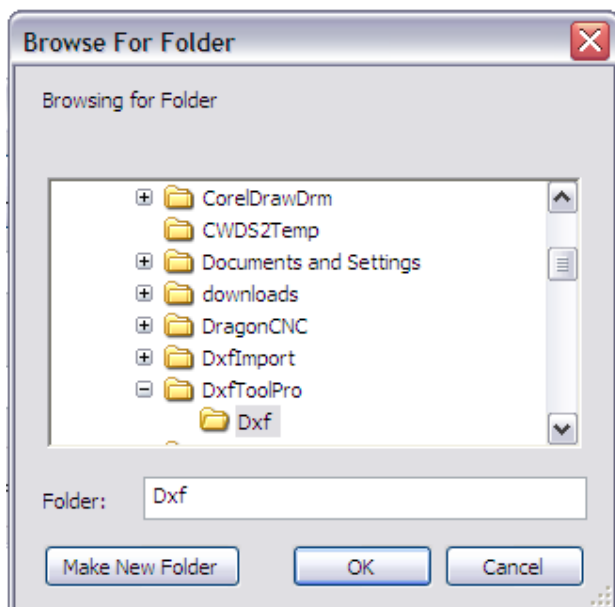 Browse For Folder
Browsing for Folder
CorelDrawDrm
CWDS2Temp
Documents and Settings
downloads
DragonCNC
DxfImport
DxfToolPro
Dxf
Folder: Dxf
Make New Folder OK Cancel